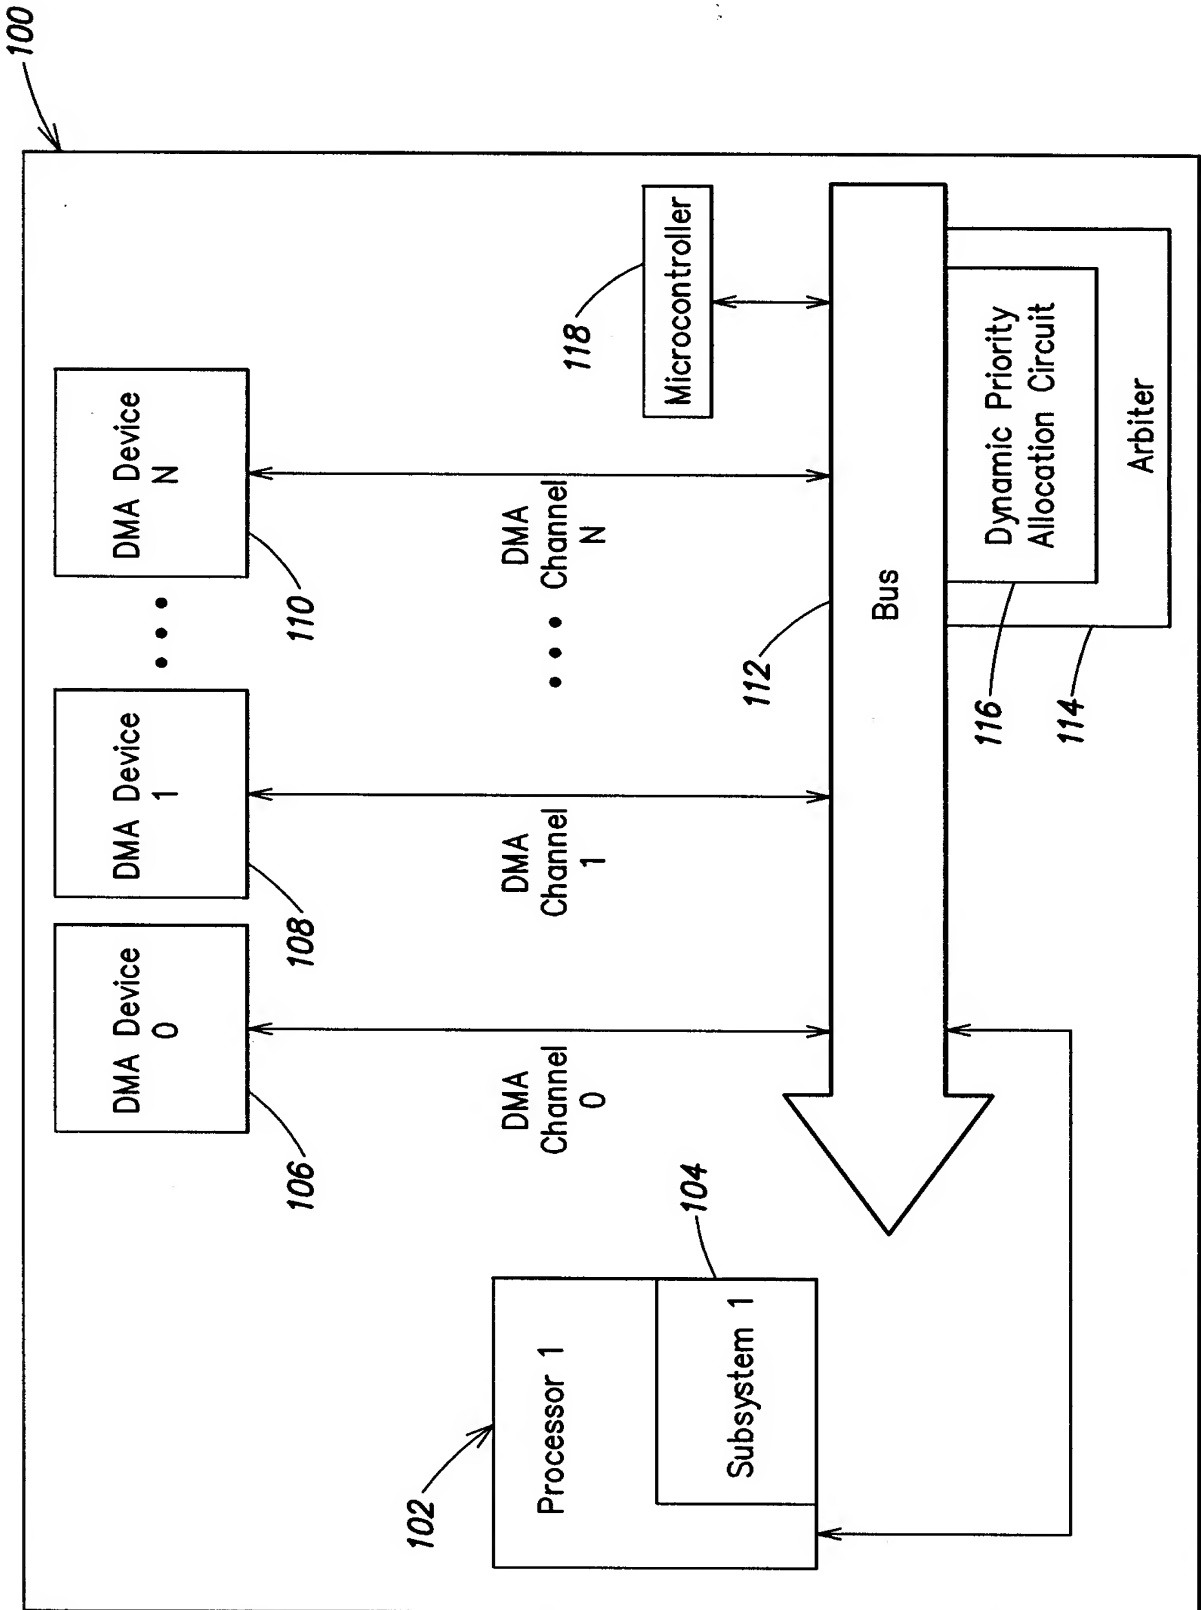 100
DMA Device
0
DMA Device
1
• • •
DMA Device
N
106
108
110
DMA
Channel
0
DMA
Channel
1
• • •
DMA
Channel
N
118
Microcontroller
102
Processor 1
104
Subsystem 1
112
Bus
116
Dynamic Priority
Allocation Circuit
114
Arbiter